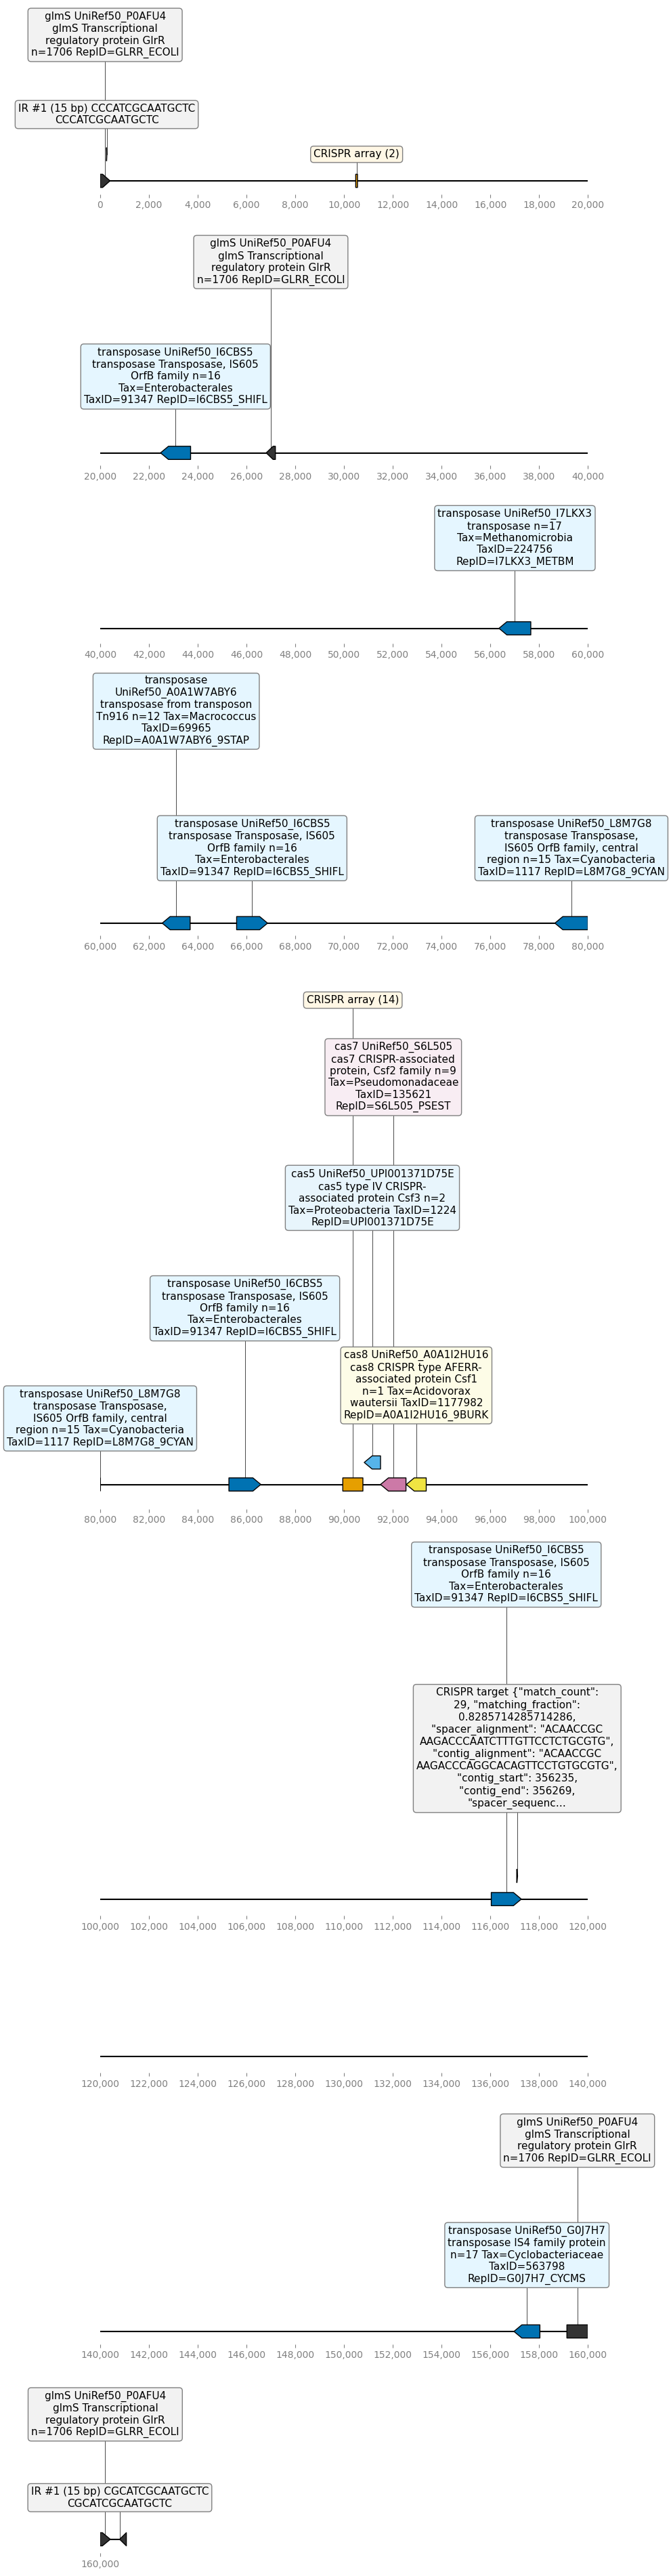 glmS UniRef50_P0AFU4
glmS Transcriptional
regulatory protein GlrR
n=1706 RepID=GLRR_ECOLI
IR #1 (15 bp) CCCATCGCAATGCTC
CCCATCGCAATGCTC
CRISPR array (2)
0 2,000 4,000 6,000 8,000 10,000 12,000 14,000 16,000 18,000 20,000
glmS UniRef50_P0AFU4
glmS Transcriptional
regulatory protein GlrR
n=1706 RepID=GLRR_ECOLI
transposase UniRef50_I6CBS5
transposase Transposase, IS605
OrfB family n=16
Tax=Enterobacterales
TaxID=91347 RepID=I6CBS5_SHIFL
20,000 22,000 24,000 26,000 28,000 30,000 32,000 34,000 36,000 38,000 40,000
transposase UniRef50_I7LKX3
transposase n=17
Tax=Methanomicrobia
TaxID=224756
RepID=I7LKX3_METBM
40,000 42,000 44,000 46,000 48,000 50,000 52,000 54,000 56,000 58,000 60,000
transposase
UniRef50_A0A1W7ABY6
transposase from transposon
Tn916 n=12 Tax=Macrococcus
TaxID=69965
RepID=A0A1W7ABY6_9STAP
transposase UniRef50_I6CBS5
transposase Transposase, IS605
OrfB family n=16
Tax=Enterobacterales
TaxID=91347 RepID=I6CBS5_SHIFL
transposase UniRef50_L8M7G8
transposase Transposase,
IS605 OrfB family, central
region n=15 Tax=Cyanobacteria
TaxID=1117 RepID=L8M7G8_9CYAN
60,000 62,000 64,000 66,000 68,000 70,000 72,000 74,000 76,000 78,000 80,000
CRISPR array (14)
cas7 UniRef50_S6L505
cas7 CRISPR-associated
protein, Csf2 family n=9
Tax=Pseudomonadaceae
TaxID=135621
RepID=S6L505_PSEST
cas5 UniRef50_UPI001371D75E
cas5 type IV CRISPR-
associated protein Csf3 n=2
Tax=Proteobacteria TaxID=1224
RepID=UPI001371D75E
transposase UniRef50_I6CBS5
transposase Transposase, IS605
OrfB family n=16
Tax=Enterobacterales
TaxID=91347 RepID=I6CBS5_SHIFL
cas8 UniRef50_A0A1I2HU16
cas8 CRISPR type AFERR-
associated protein Csf1
n=1 Tax=Acidovorax
wautersii TaxID=1177982
RepID=A0A1I2HU16_9BURK
transposase UniRef50_L8M7G8
transposase Transposase,
IS605 OrfB family, central
region n=15 Tax=Cyanobacteria
TaxID=1117 RepID=L8M7G8_9CYAN
80,000 82,000 84,000 86,000 88,000 90,000 92,000 94,000 96,000 98,000 100,000
transposase UniRef50_I6CBS5
transposase Transposase, IS605
OrfB family n=16
Tax=Enterobacterales
TaxID=91347 RepID=I6CBS5_SHIFL
CRISPR target {"match_count":
29, "matching_fraction":
0.8285714285714286,
"spacer_alignment": "ACAACCGC
AAGACCCAATCTTTGTTCCTCTGCGTG",
"contig_alignment": "ACAACCGC
AAGACCCAGGCACAGTTCCTGTGCGTG",
"contig_start": 356235,
"contig_end": 356269,
"spacer_sequenc...
100,000 102,000 104,000 106,000 108,000 110,000 112,000 114,000 116,000 118,000 120,000
120,000 122,000 124,000 126,000 128,000 130,000 132,000 134,000 136,000 138,000 140,000
glmS UniRef50_P0AFU4
glmS Transcriptional
regulatory protein GlrR
n=1706 RepID=GLRR_ECOLI
transposase UniRef50_G0J7H7
transposase IS4 family protein
n=17 Tax=Cyclobacteriaceae
TaxID=563798
RepID=G0J7H7_CYCMS
140,000 142,000 144,000 146,000 148,000 150,000 152,000 154,000 156,000 158,000 160,000
glmS UniRef50_P0AFU4
glmS Transcriptional
regulatory protein GlrR
n=1706 RepID=GLRR_ECOLI
IR #1 (15 bp) CGCATCGCAATGCTC
CGCATCGCAATGCTC
160,000